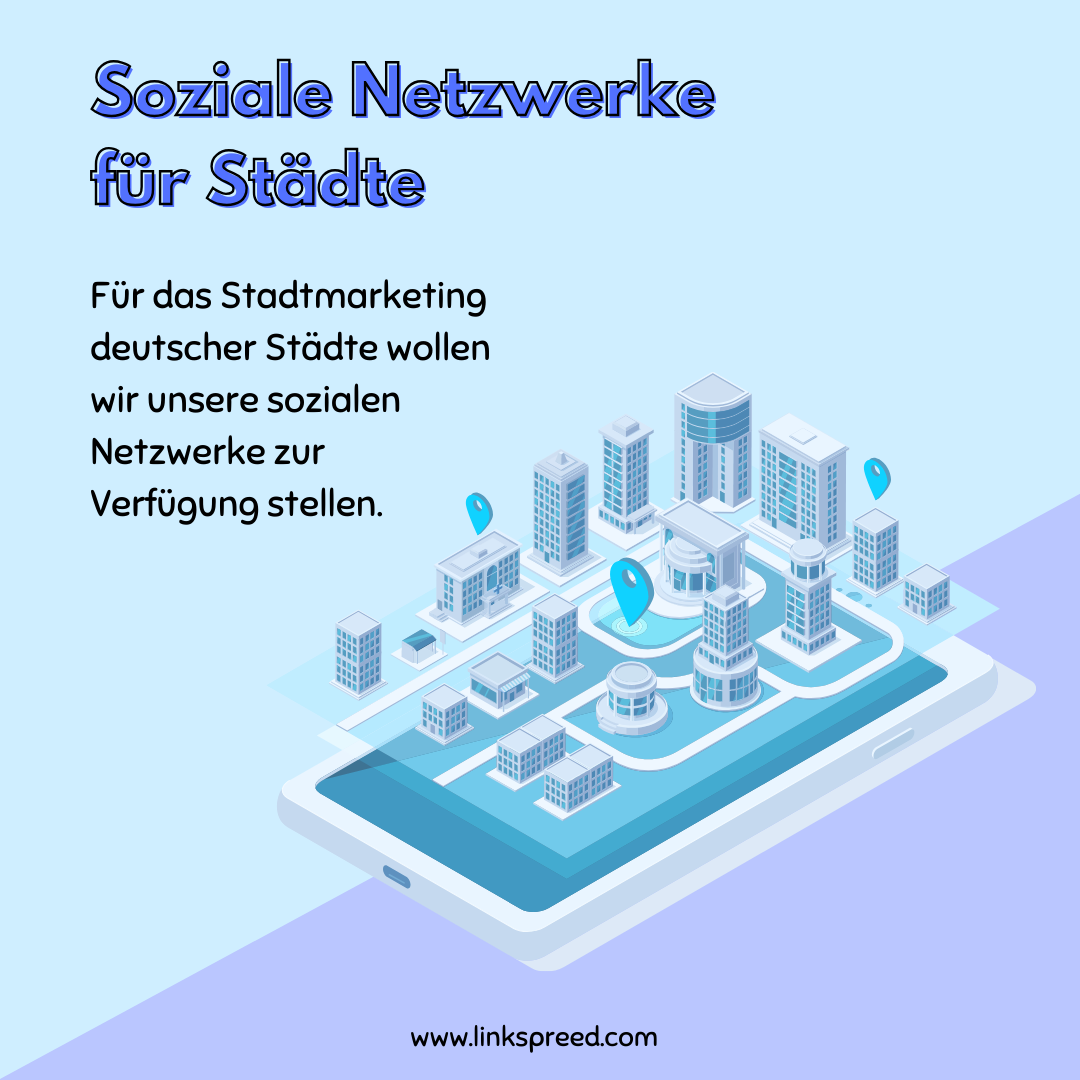 Soziale Netzwerke
für Städte
Für das Stadtmarketing
deutscher Städte wollen
wir unsere sozialen
Netzwerke zur
Verfügung stellen.
www.linkspreed.com